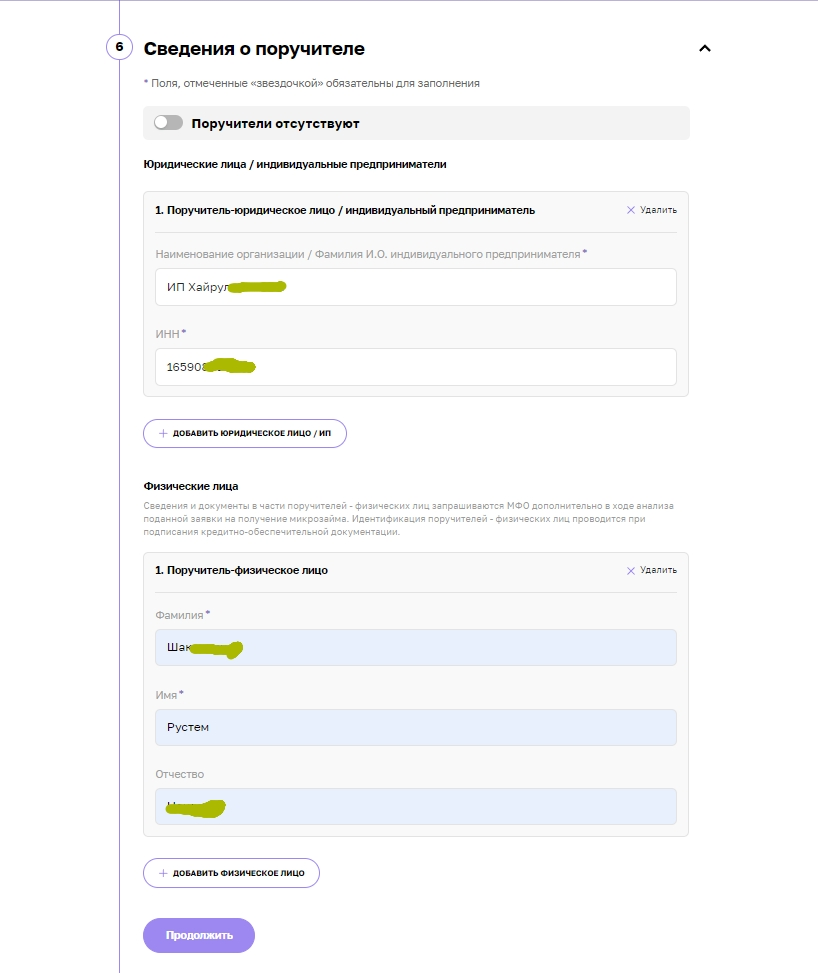 6 Сведения о поручителе
* Поля, отмеченные «звездочкой» обязательны для заполнения
Поручители отсутствуют
Юридические лица / индивидуальные предприниматели
1. Поручитель-юридическое лицо / индивидуальный предприниматель
Удалить
Наименование организации / Фамилия И.О. индивидуального предпринимателя *
ИП Хайрул
ИНН *
16590
+ ДОБАВИТЬ ЮРИДИЧЕСКОЕ ЛИЦО / ИП
Физические лица
Сведения и документы в части поручителей - физических лиц запрашиваются МФО дополнительно в ходе анализа
поданной заявки на получение микрозайма. Идентификация поручителей - физических лиц проводится при
подписания кредитно-обеспечительной документации.
1. Поручитель-физическое лицо
Удалить
Фамилия *
Шак
Имя *
Рустем
Отчество
+ ДОБАВИТЬ ФИЗИЧЕСКОЕ ЛИЦО
Продолжить